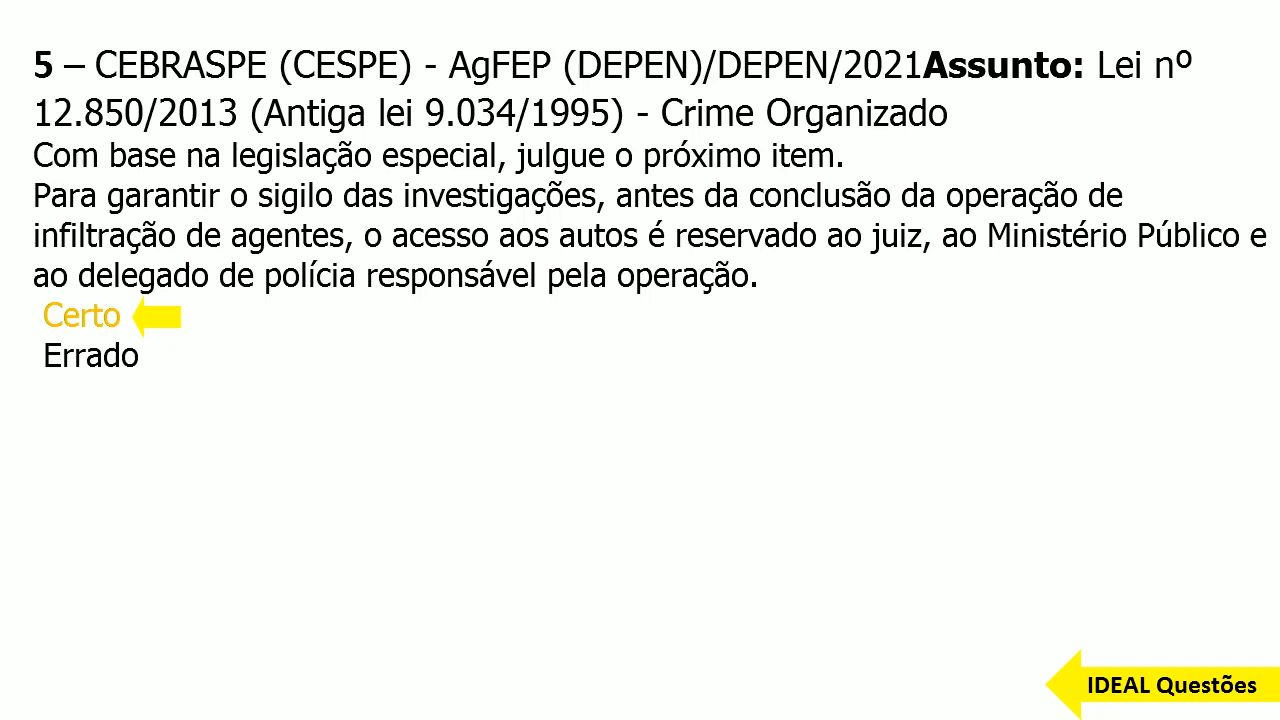 5 – CEBRASPE (CESPE) - AgFEP (DEPEN)/DEPEN/2021Assunto: Lei nº
12.850/2013 (Antiga lei 9.034/1995) - Crime Organizado
Com base na legislação especial, julgue o próximo item.
Para garantir o sigilo das investigações, antes da conclusão da operação de
infiltração de agentes, o acesso aos autos é reservado ao juiz, ao Ministério Público e
ao delegado de polícia responsável pela operação.
Certo
Errado
IDEAL Questões